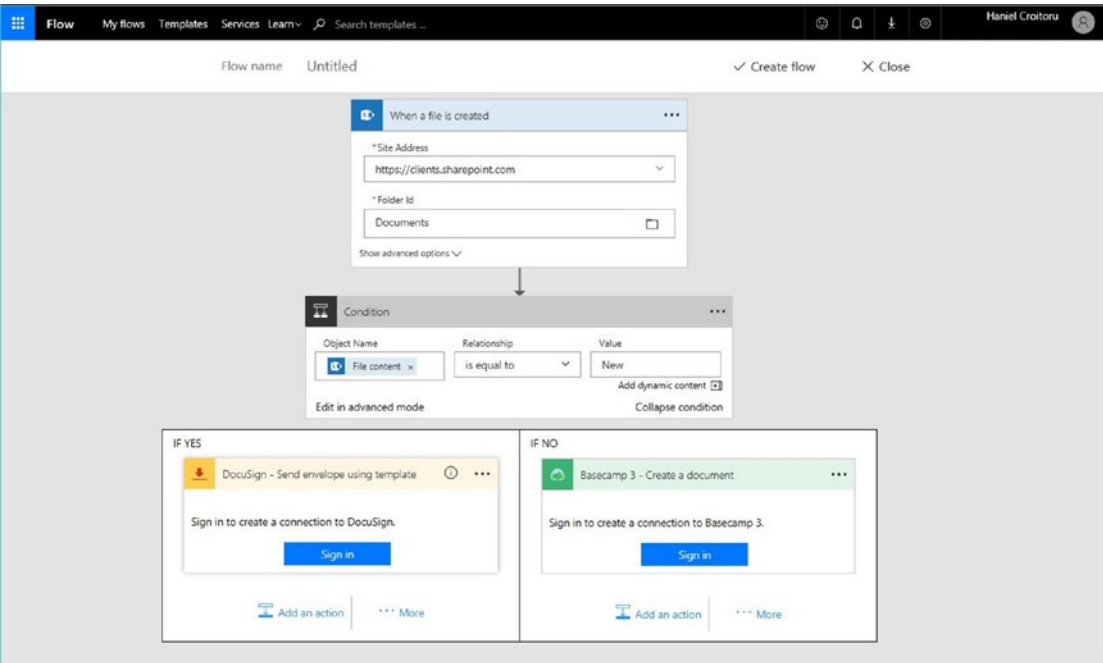 Flow My flows Templates Services Learn Search templates ... Haniel Croitoru
Flow name Untitled Create flow Close
When a file is created
*Site Address
https://clients.sharepoint.com
*Folder Id
Documents
Show advanced options
Condition
Object Name Relationship Value
File content × is equal to New
Add dynamic content
Edit in advanced mode Collapse condition
IF YES IF NO
DocuSign - Send envelope using template Basecamp 3 - Create a document
Sign in to create a connection to DocuSign. Sign in to create a connection to Basecamp 3.
Sign in Sign in
Add an action ... More Add an action ... More